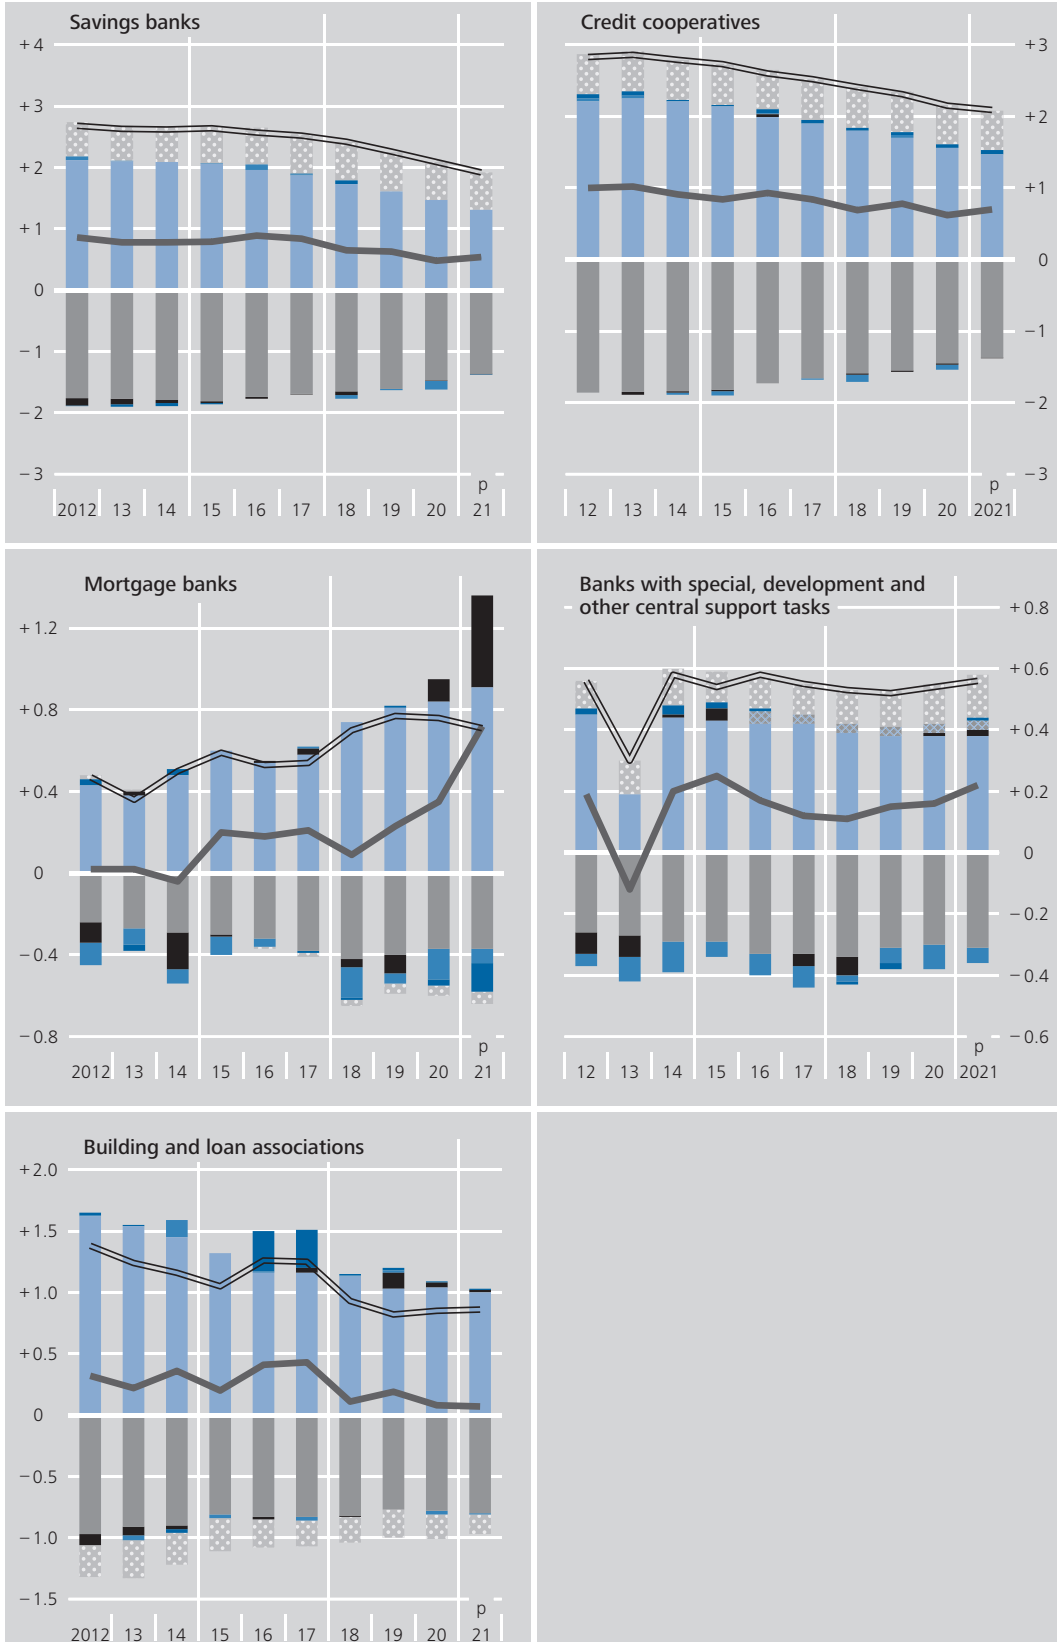 Savings banks
+4
+3
+2
+1
0
−1
−2
−3
p
2012 13 14 15 16 17 18 19 20 21
Credit cooperatives
+3
+2
+1
0
−1
−2
−3
p
12 13 14 15 16 17 18 19 20 2021
Mortgage banks
+1.2
+0.8
+0.4
0
−0.4
−0.8
p
2012 13 14 15 16 17 18 19 20 21
Banks with special, development and
other central support tasks
+0.8
+0.6
+0.4
+0.2
0
−0.2
−0.4
−0.6
p
12 13 14 15 16 17 18 19 20 2021
Building and loan associations
+2.0
+1.5
+1.0
+0.5
0
−0.5
−1.0
−1.5
p
2012 13 14 15 16 17 18 19 20 21